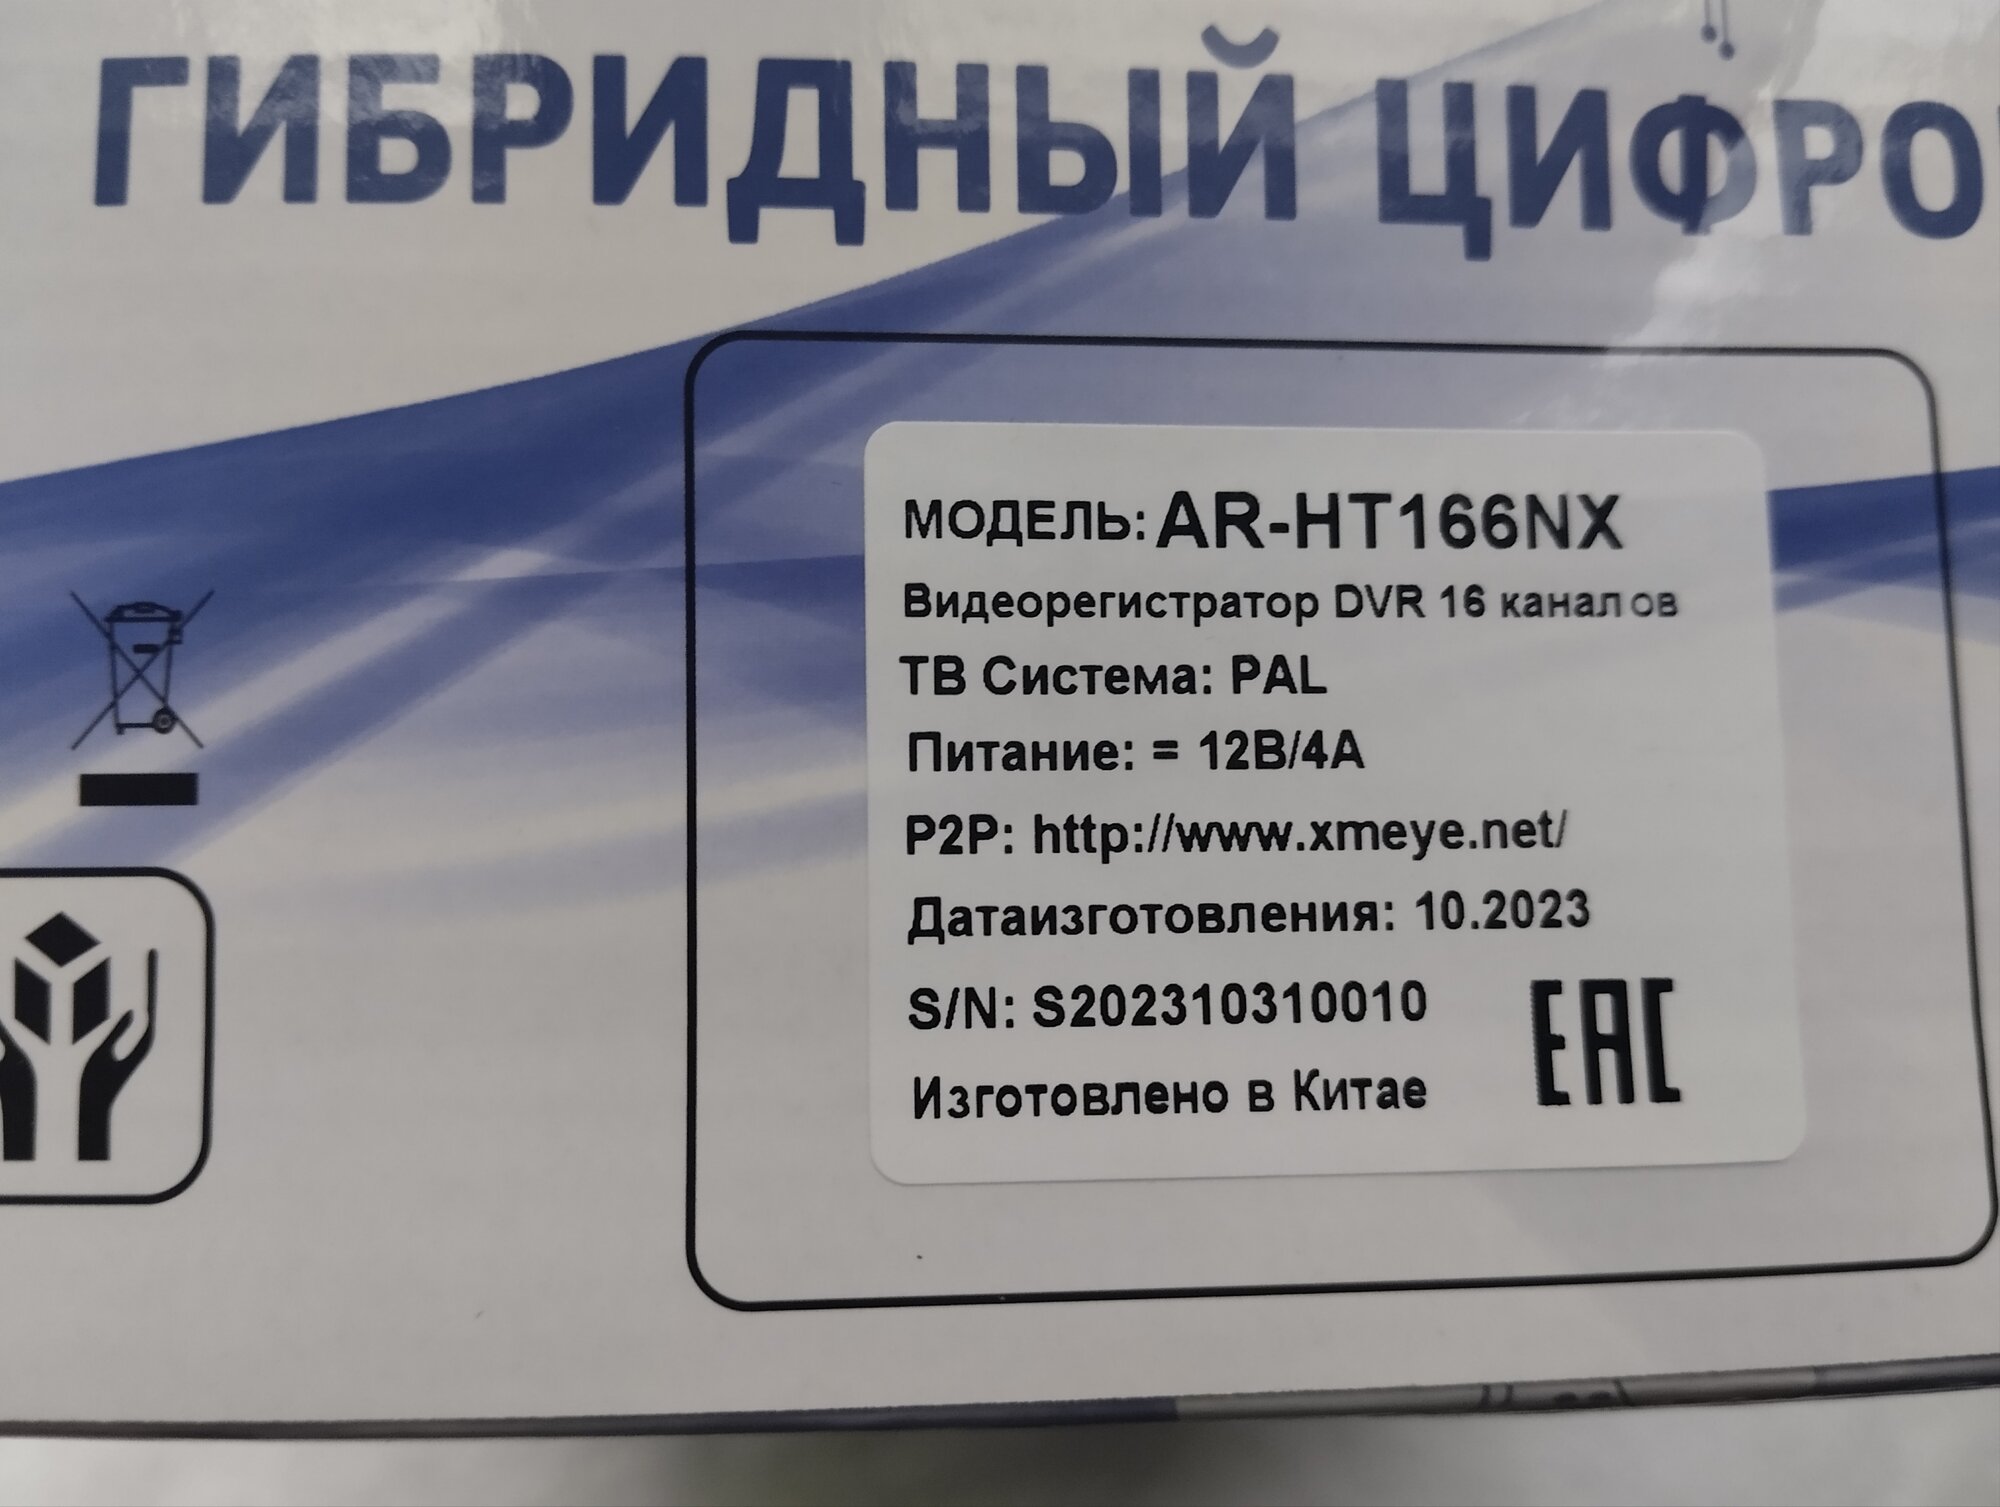 ГИБРИДНЫЙ ЦИФРО
МОДЕЛЬ: AR-HT166NX
Видеорегистратор DVR 16 каналов
ТВ Система: PAL
Питание: = 12В/4А
P2P: http://www.xmeye.net/
Датаизготовления: 10.2023
S/N: S202310310010
Изготовлено в Китае
EAC